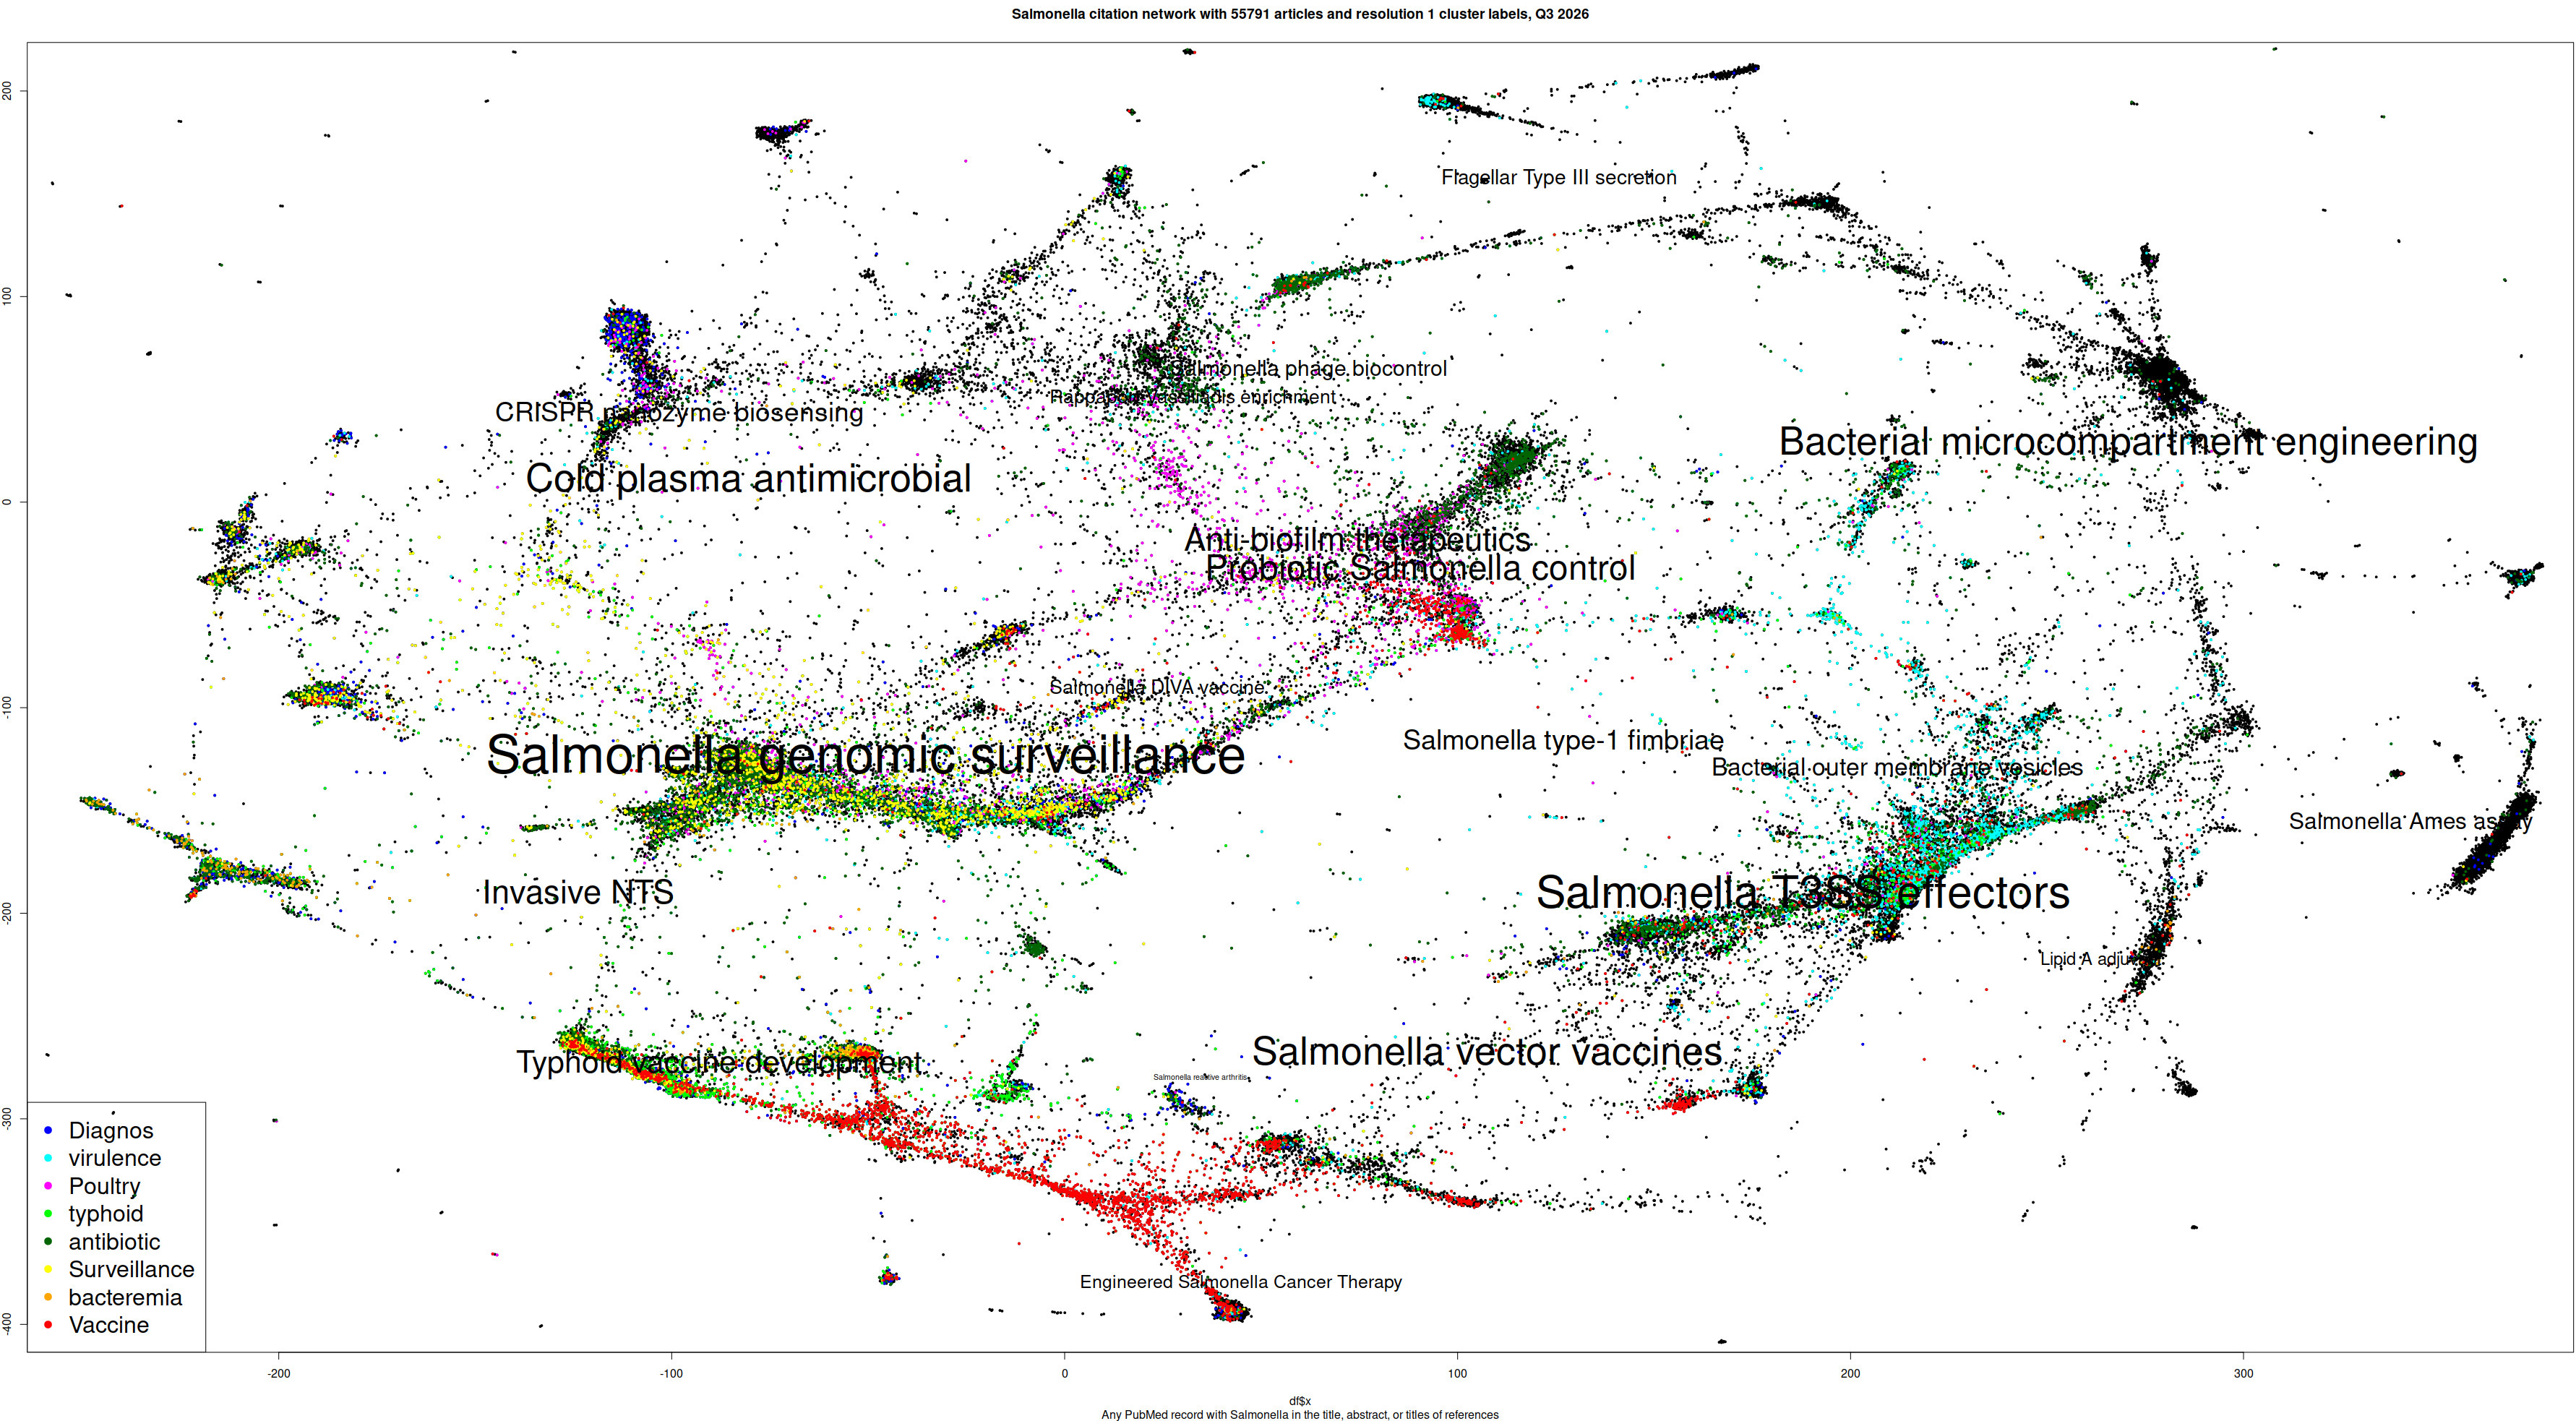 Salmonella citation network with 55791 articles and resolution 1 cluster labels, Q3 2026
200
100
0
-100
-200
-300
-400
Flagellar Type III secretion
Salmonella phage biocontrol
Rappaport-vassiliadis enrichment
CRISPR nanozyme biosensing
Bacterial microcompartment engineering
Cold plasma antimicrobial
Anti-biofilm therapeutics
Probiotic Salmonella control
Salmonella DIVA vaccine
Salmonella type-1 fimbriae
Salmonella genomic surveillance
Bacterial outer membrane vesicles
Salmonella Ames assay
Invasive NTS
Salmonella T3SS effectors
Lipid A adjuvant
Salmonella vector vaccines
Typhoid vaccine development
Salmonella reactive arthritis
Engineered Salmonella Cancer Therapy
Diagnos
virulence
Poultry
typhoid
antibiotic
Surveillance
bacteremia
Vaccine
-200
-100
0
100
200
300
df$x
Any PubMed record with Salmonella in the title, abstract, or titles of references